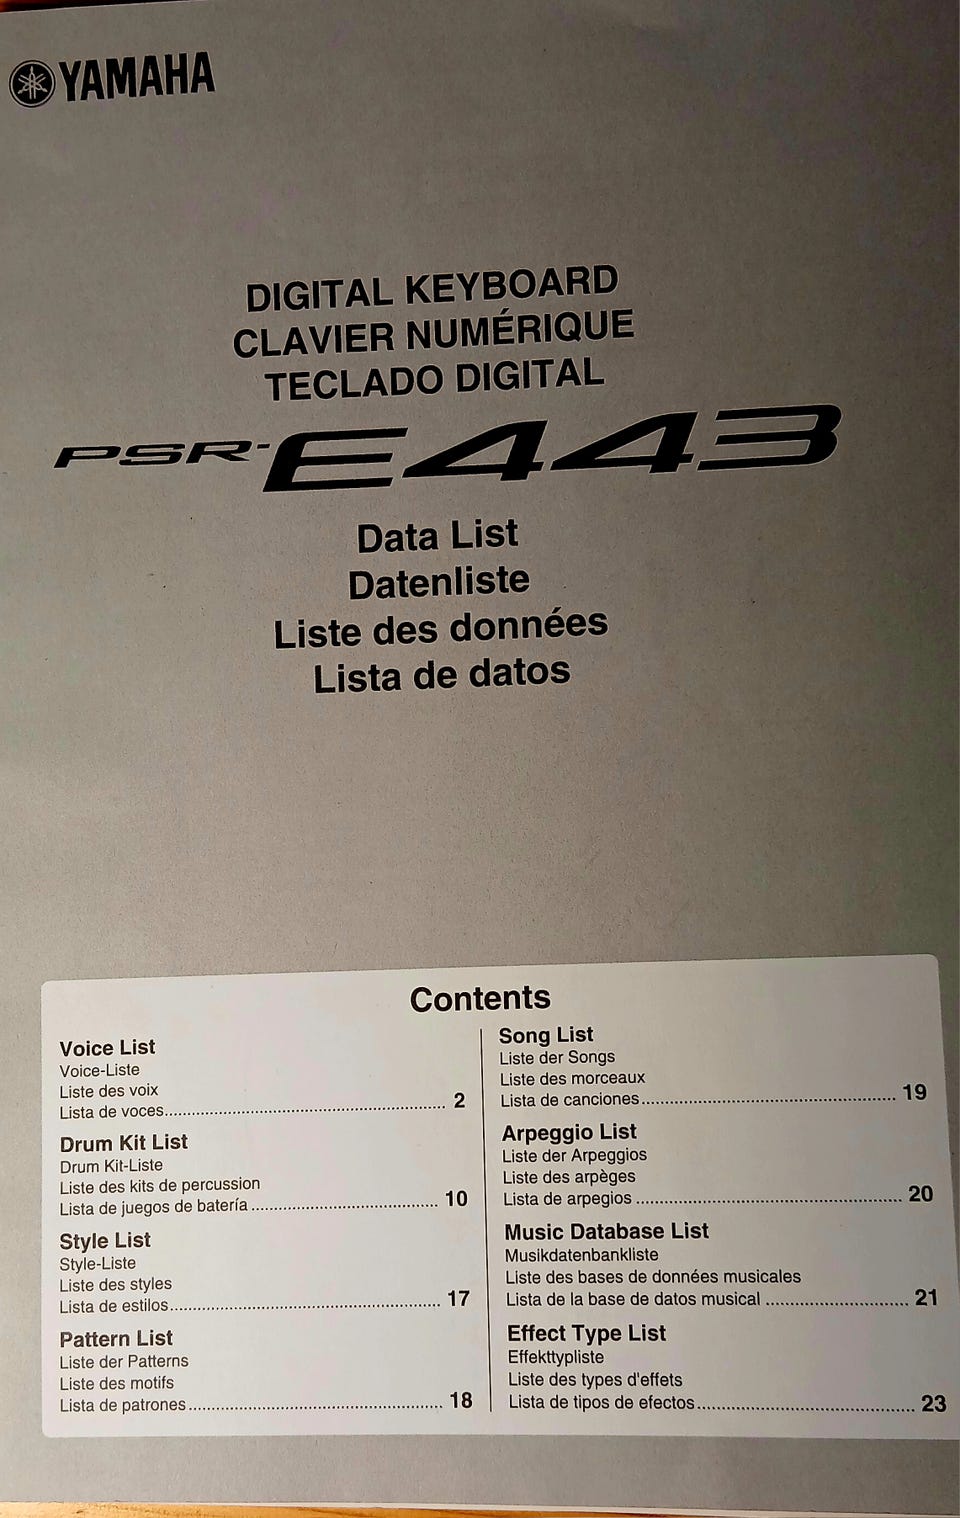 YAMAHA
DIGITAL KEYBOARD
CLAVIER NUMÉRIQUE
TECLADO DIGITAL
PSR-E443
Data List
Datenliste
Liste des données
Lista de datos
Contents
Voice List
Voice-Liste
Liste des voix
Lista de voces.......................................................... 2
Drum Kit List
Drum Kit-Liste
Liste des kits de percussion
Lista de juegos de batería ...................................... 10
Style List
Style-Liste
Liste des styles
Lista de estilos....................................................... 17
Pattern List
Liste der Patterns
Liste des motifs
Lista de patrones.................................................... 18
Song List
Liste der Songs
Liste des morceaux
Lista de canciones.................................................. 19
Arpeggio List
Liste der Arpeggios
Liste des arpèges
Lista de arpegios .................................................... 20
Music Database List
Musikdatenbankliste
Liste des bases de données musicales
Lista de la base de datos musical ............................ 21
Effect Type List
Effekttypliste
Liste des types d'effets
Lista de tipos de efectos.......................................... 23